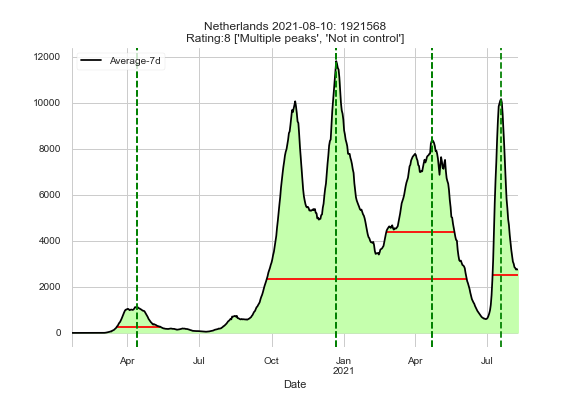 Netherlands 2021-08-10: 1921568
Rating:8 ['Multiple peaks', 'Not in control']
12000
Average-7d
10000
8000
6000
4000
2000
0
Apr
Jul
Oct
Jan
2021
Apr
Jul
Date